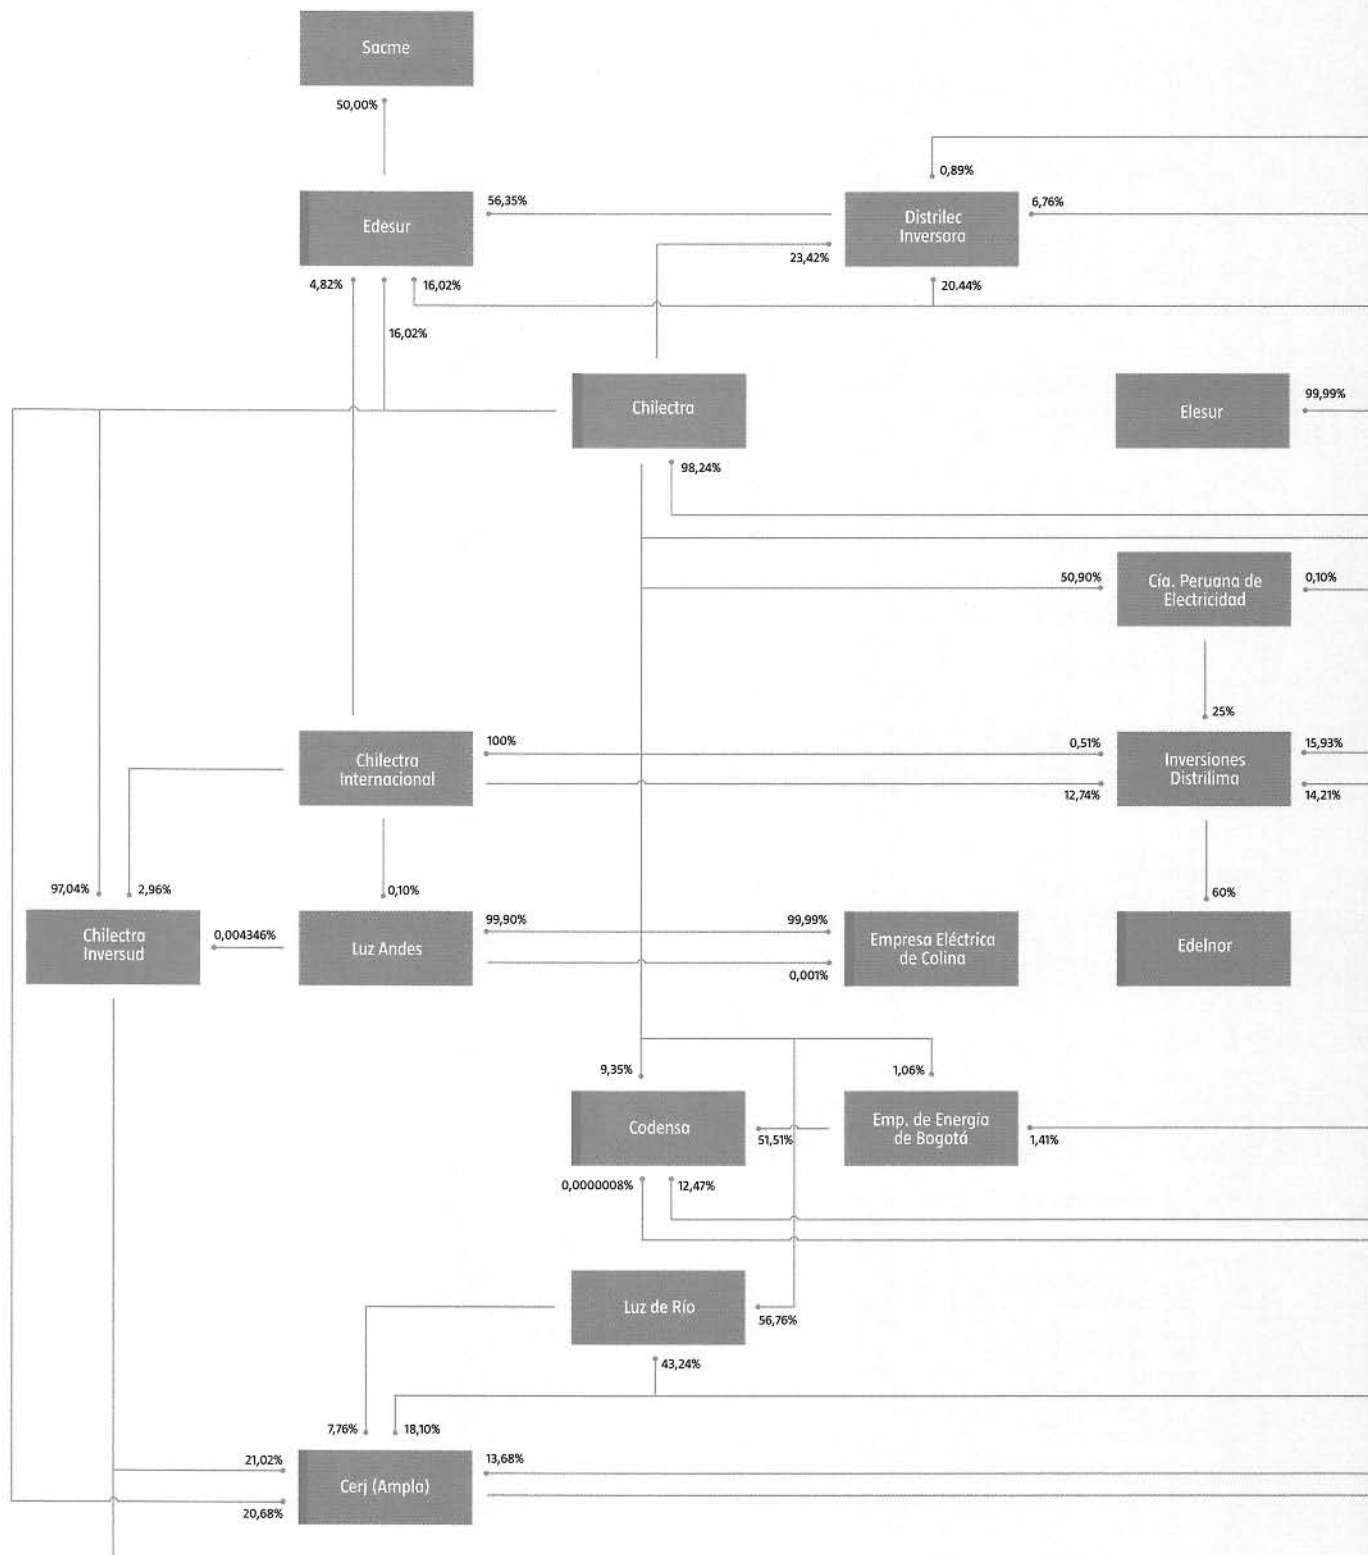 Sacme
50,00%
0,89%
Edesur
56,35%
Distrilec
Inversora
6,76%
23,42%
4,82%
16,02%
20.44%
16,02%
Chilectra
Elesur
99,99%
98,24%
50,90%
Cía. Peruana de
Electricidad
0,10%
25%
Chilectra
Internacional
100%
0,51%
Inversiones
Distrilima
15,93%
12,74%
14,21%
97,04%
2,96%
0,10%
60%
Chilectra
Inversud
0,004346%
Luz Andes
99,90%
99,99%
Empresa Eléctrica
de Colina
Edelnor
0,001%
9,35%
1,06%
Codensa
51,51%
Emp. de Energía
de Bogotá
1,41%
0,0000008%
12,47%
Luz de Río
56,76%
43,24%
7,76%
18,10%
21,02%
Cerj (Ampla)
13,68%
20,68%